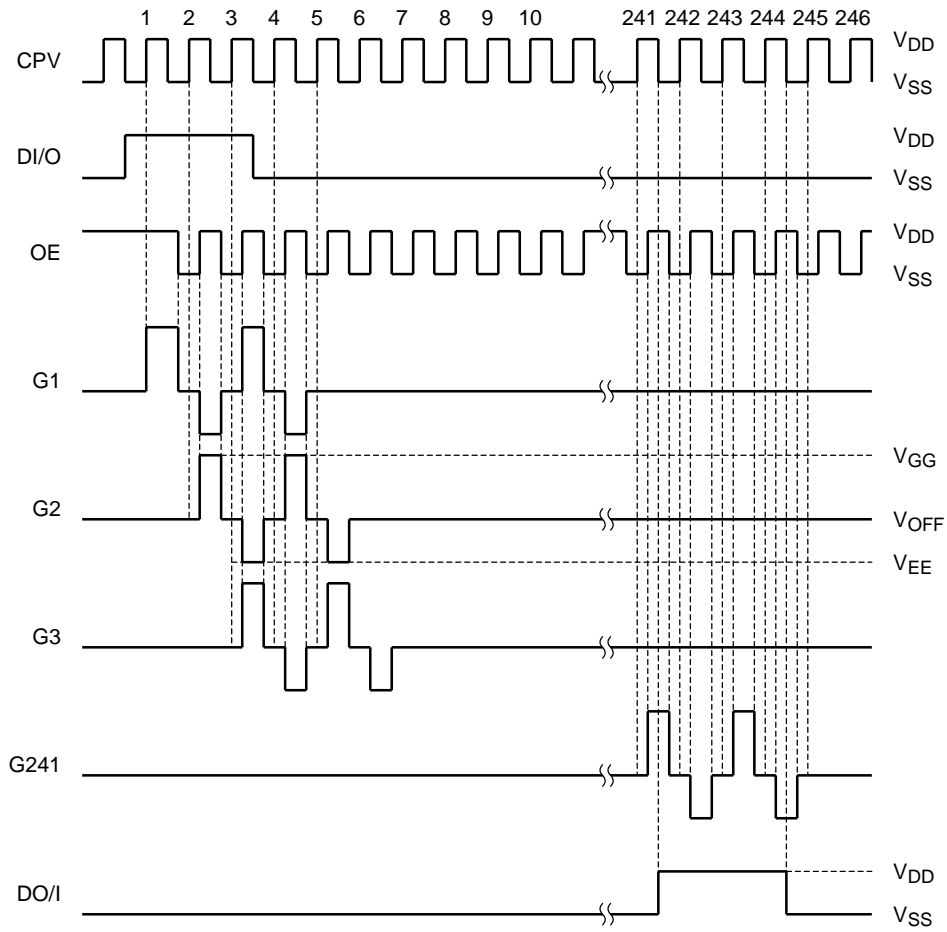 1 2 3 4 5 6 7 8 9 10 241 242 243 244 245 246
CPV VDD
VSS
DI/O VDD
VSS
OE VDD
VSS
G1
VGG
G2 VOFF
VEE
G3
G241
DO/I VDD
VSS